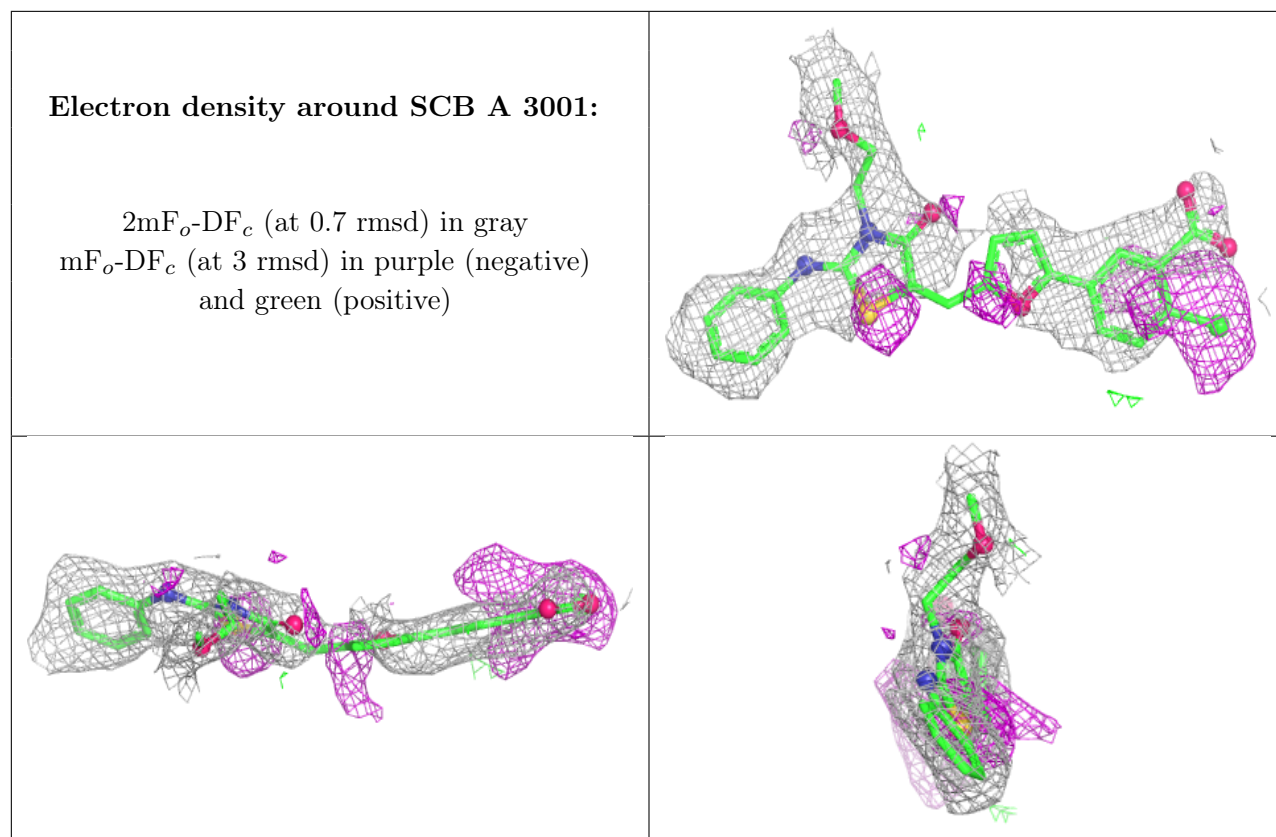 Electron density around SCB A 3001:
2mFo-DFc (at 0.7 rmsd) in gray
mFo-DFc (at 3 rmsd) in purple (negative)
and green (positive)